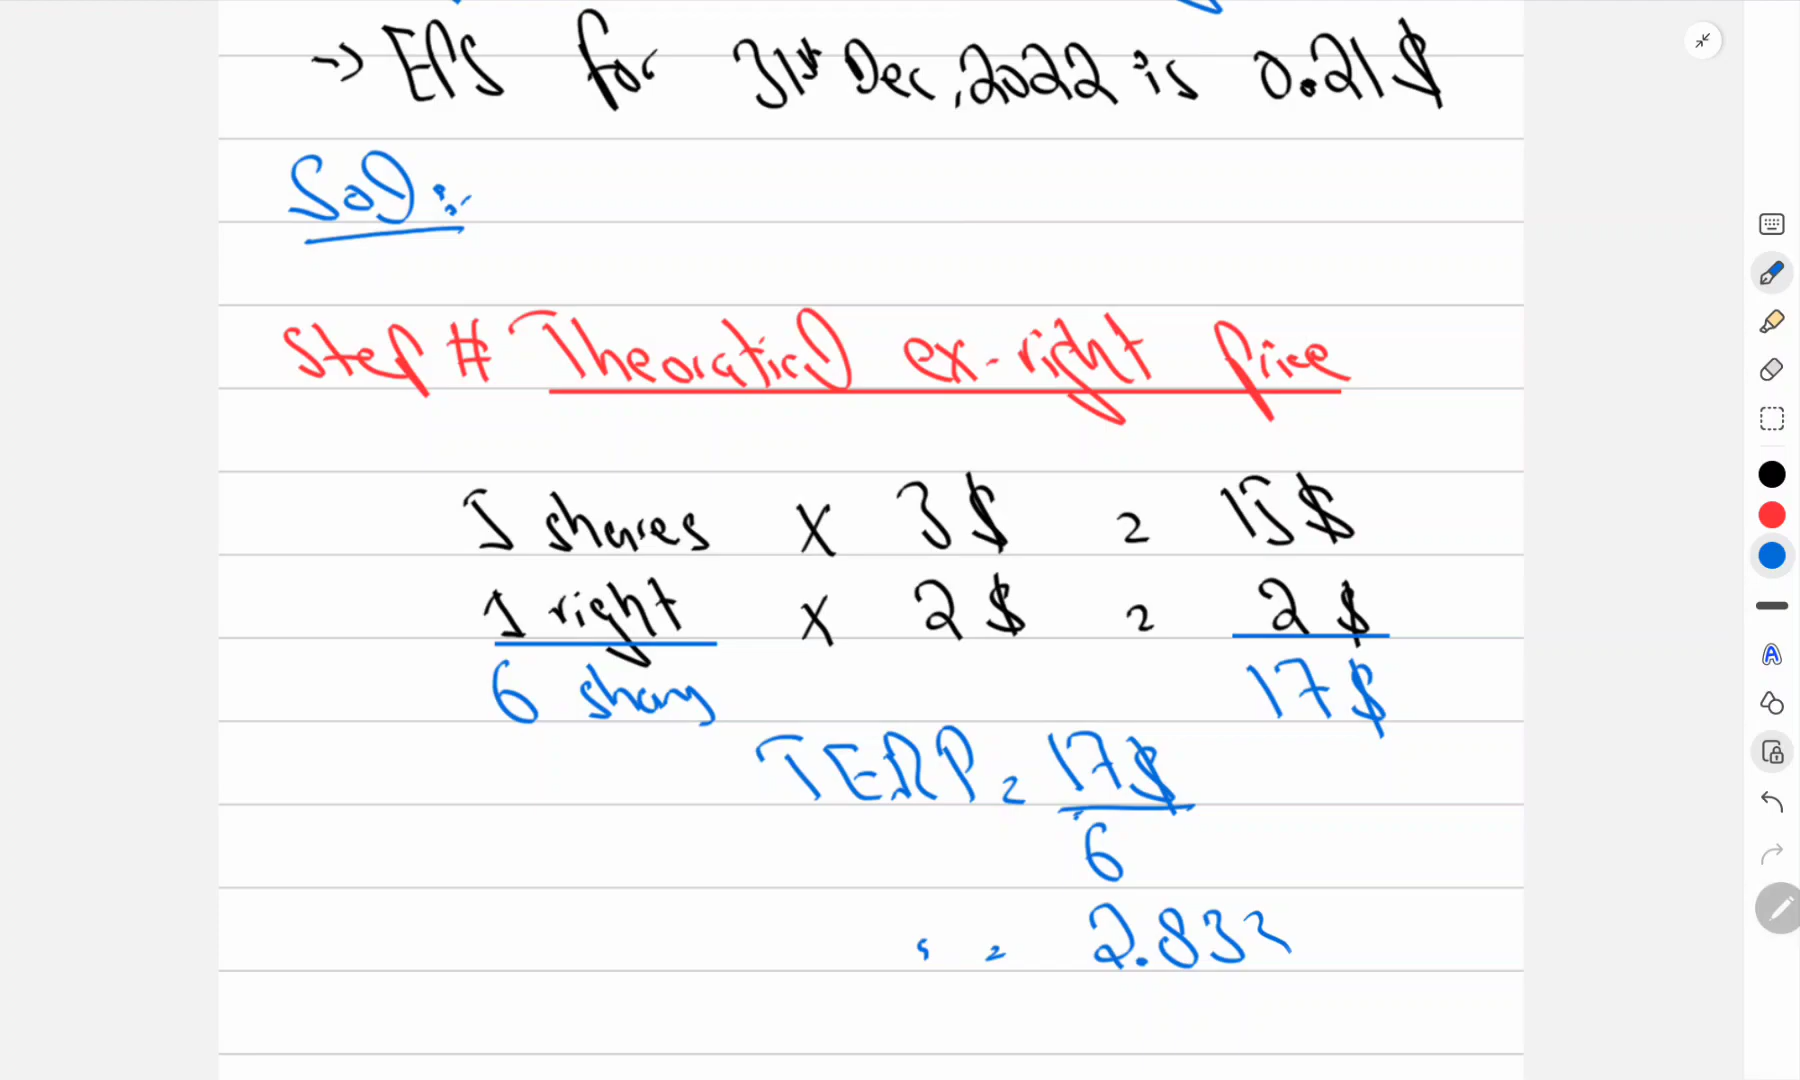 → EPS for 31st Dec, 2022 is 0.21$
Sol:-
Step # Theoratical ex-right price
5 shares x 3$ = 15$
1 right x 2$ = 2$
6 shares 17$
TERP = 17$
6
= 2.833